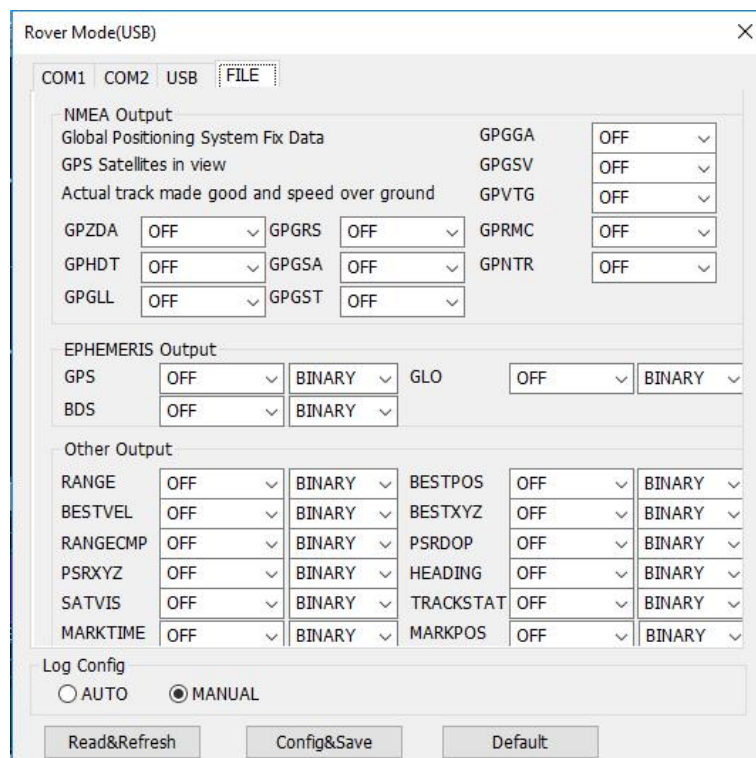 Rover Mode(USB)
COM1 COM2 USB FILE
NMEA Output
Global Positioning System Fix Data GPGGA OFF
GPS Satellites in view GPGSV OFF
Actual track made good and speed over ground GPVTG OFF
GPZDA OFF GPGRS OFF GPRMC OFF
GPHDT OFF GPGSA OFF GPNTR OFF
GPGLL OFF GPGST OFF
EPHEMERIS Output
GPS OFF BINARY GLO OFF BINARY
BDS OFF BINARY
Other Output
RANGE OFF BINARY BESTPOS OFF BINARY
BESTVEL OFF BINARY BESTXYZ OFF BINARY
RANGECMP OFF BINARY PSRDOP OFF BINARY
PSRXYZ OFF BINARY HEADING OFF BINARY
SATVIS OFF BINARY TRACKSTAT OFF BINARY
MARKTIME OFF BINARY MARKPOS OFF BINARY
Log Config
AUTO MANUAL
Read&Refresh Config&Save Default